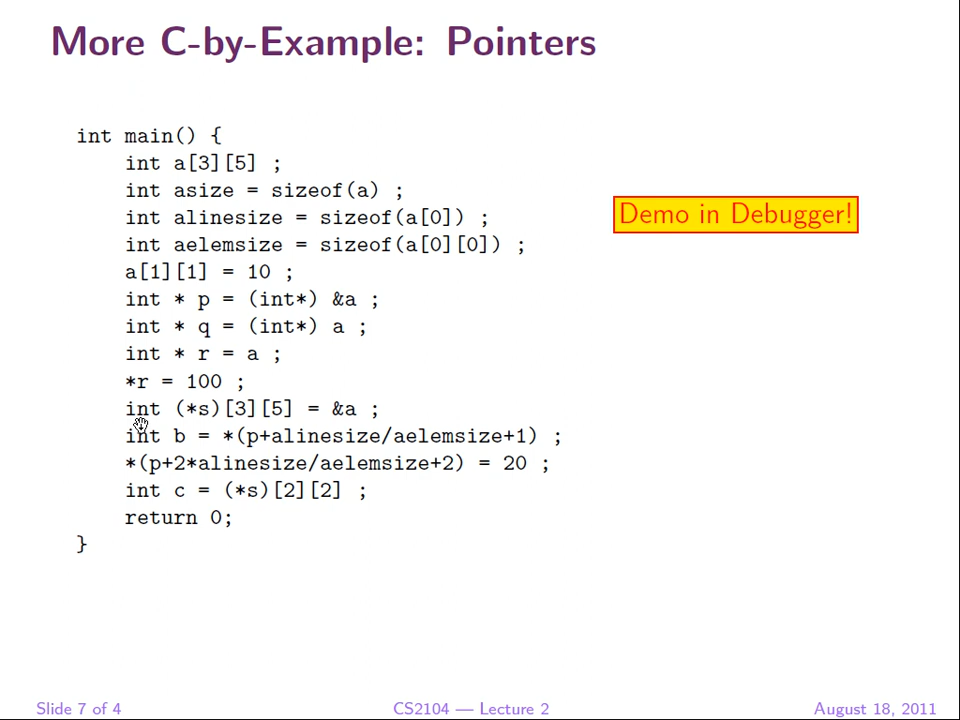 More C-by-Example: Pointers
int main() {
int a[3][5] ;
int asize = sizeof(a) ;
int alinesize = sizeof(a[0]) ;
int aelemsize = sizeof(a[0][0]) ;
a[1][1] = 10 ;
int * p = (int*) &a ;
int * q = (int*) a ;
int * r = a ;
*r = 100 ;
int (*s)[3][5] = &a ;
int b = *(p+alinesize/aelemsize+1) ;
*(p+2*alinesize/aelemsize+2) = 20 ;
int c = (*s)[2][2] ;
return 0;
}
Demo in Debugger!
Slide 7 of 4
CS2104 — Lecture 2
August 18, 2011